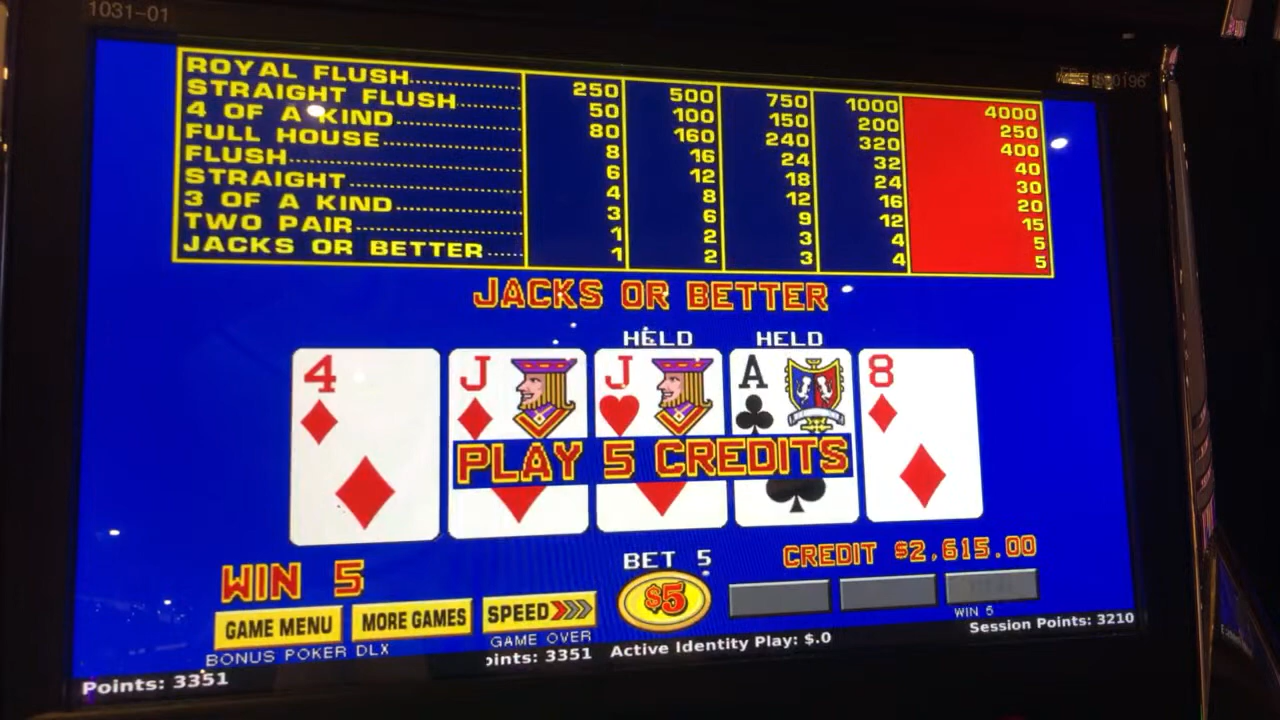 1031-01
ROYAL FLUSH 250 500 750 1000 4000
STRAIGHT FLUSH 50 100 150 200 250
4 OF A KIND 80 160 240 320 400
FULL HOUSE 8 16 24 32 40
FLUSH 6 12 18 24 30
STRAIGHT 4 8 12 16 20
3 OF A KIND 3 6 9 12 15
TWO PAIR 1 2 3 4 5
JACKS OR BETTER 1 2 3 4 5
JACKS OR BETTER
HELD HELD
4 J J A 8
PLAY 5 CREDITS
WIN 5 BET 5 CREDIT $2,615.00
GAME MENU MORE GAMES SPEED $5
BONUS POKER DLX GAME OVER WIN 5
Points: 3351 oints: 3351 Active Identity Play: $.0 Session Points: 3210